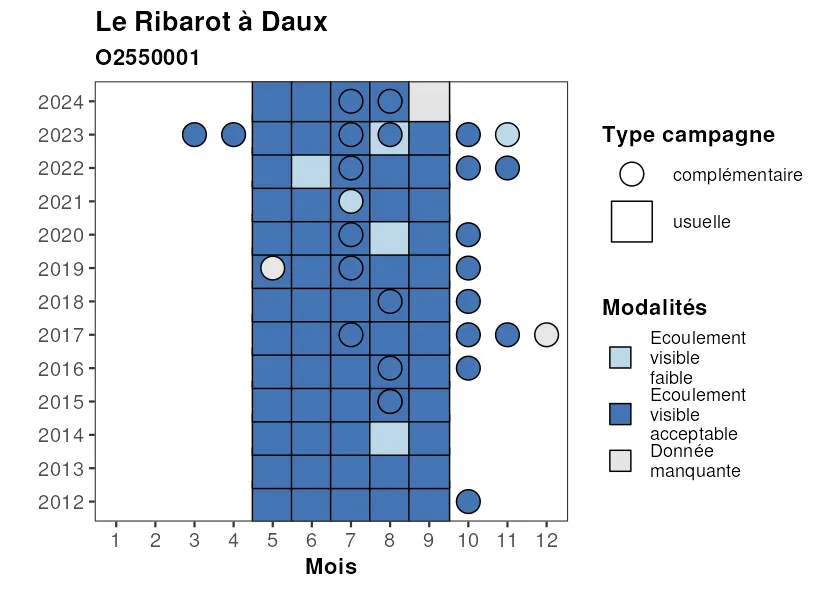 Le Ribarot à Daux
O2550001
2024
2023
2022
2021
2020
2019
2018
2017
2016
2015
2014
2013
2012
1 2 3 4 5 6 7 8 9 10 11 12
Mois
Type campagne
complémentaire
usuelle
Modalités
Ecoulement
visible
faible
Ecoulement
visible
acceptable
Donnée
manquante